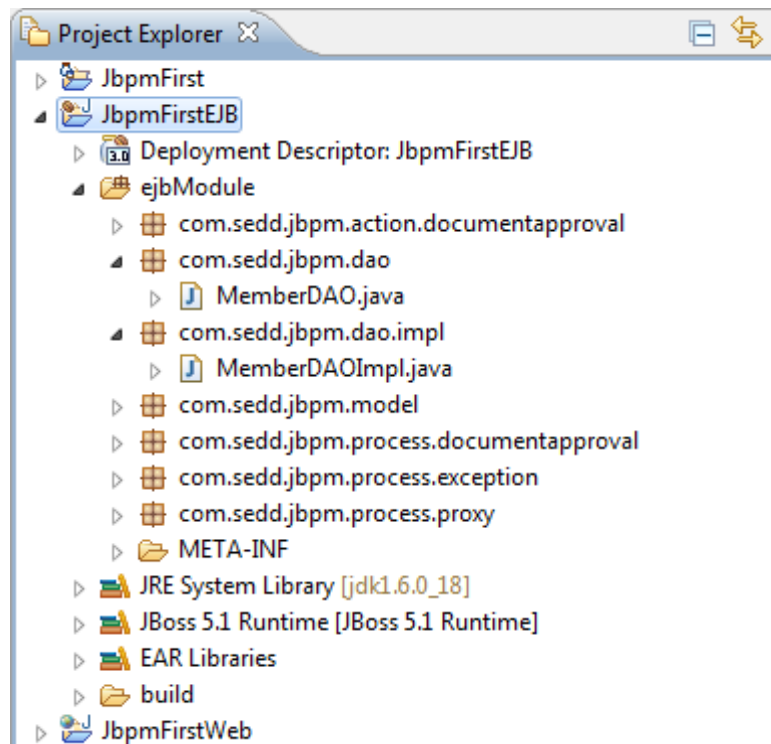 Project Explorer
JbpmFirst
JbpmFirstEJB
3.0 Deployment Descriptor: JbpmFirstEJB
ejbModule
com.sedd.jbpm.action.documentapproval
com.sedd.jbpm.dao
J MemberDAO.java
com.sedd.jbpm.dao.impl
J MemberDAOImpl.java
com.sedd.jbpm.model
com.sedd.jbpm.process.documentapproval
com.sedd.jbpm.process.exception
com.sedd.jbpm.process.proxy
META-INF
JRE System Library [jdk1.6.0_18]
JBoss 5.1 Runtime [JBoss 5.1 Runtime]
EAR Libraries
build
JbpmFirstWeb